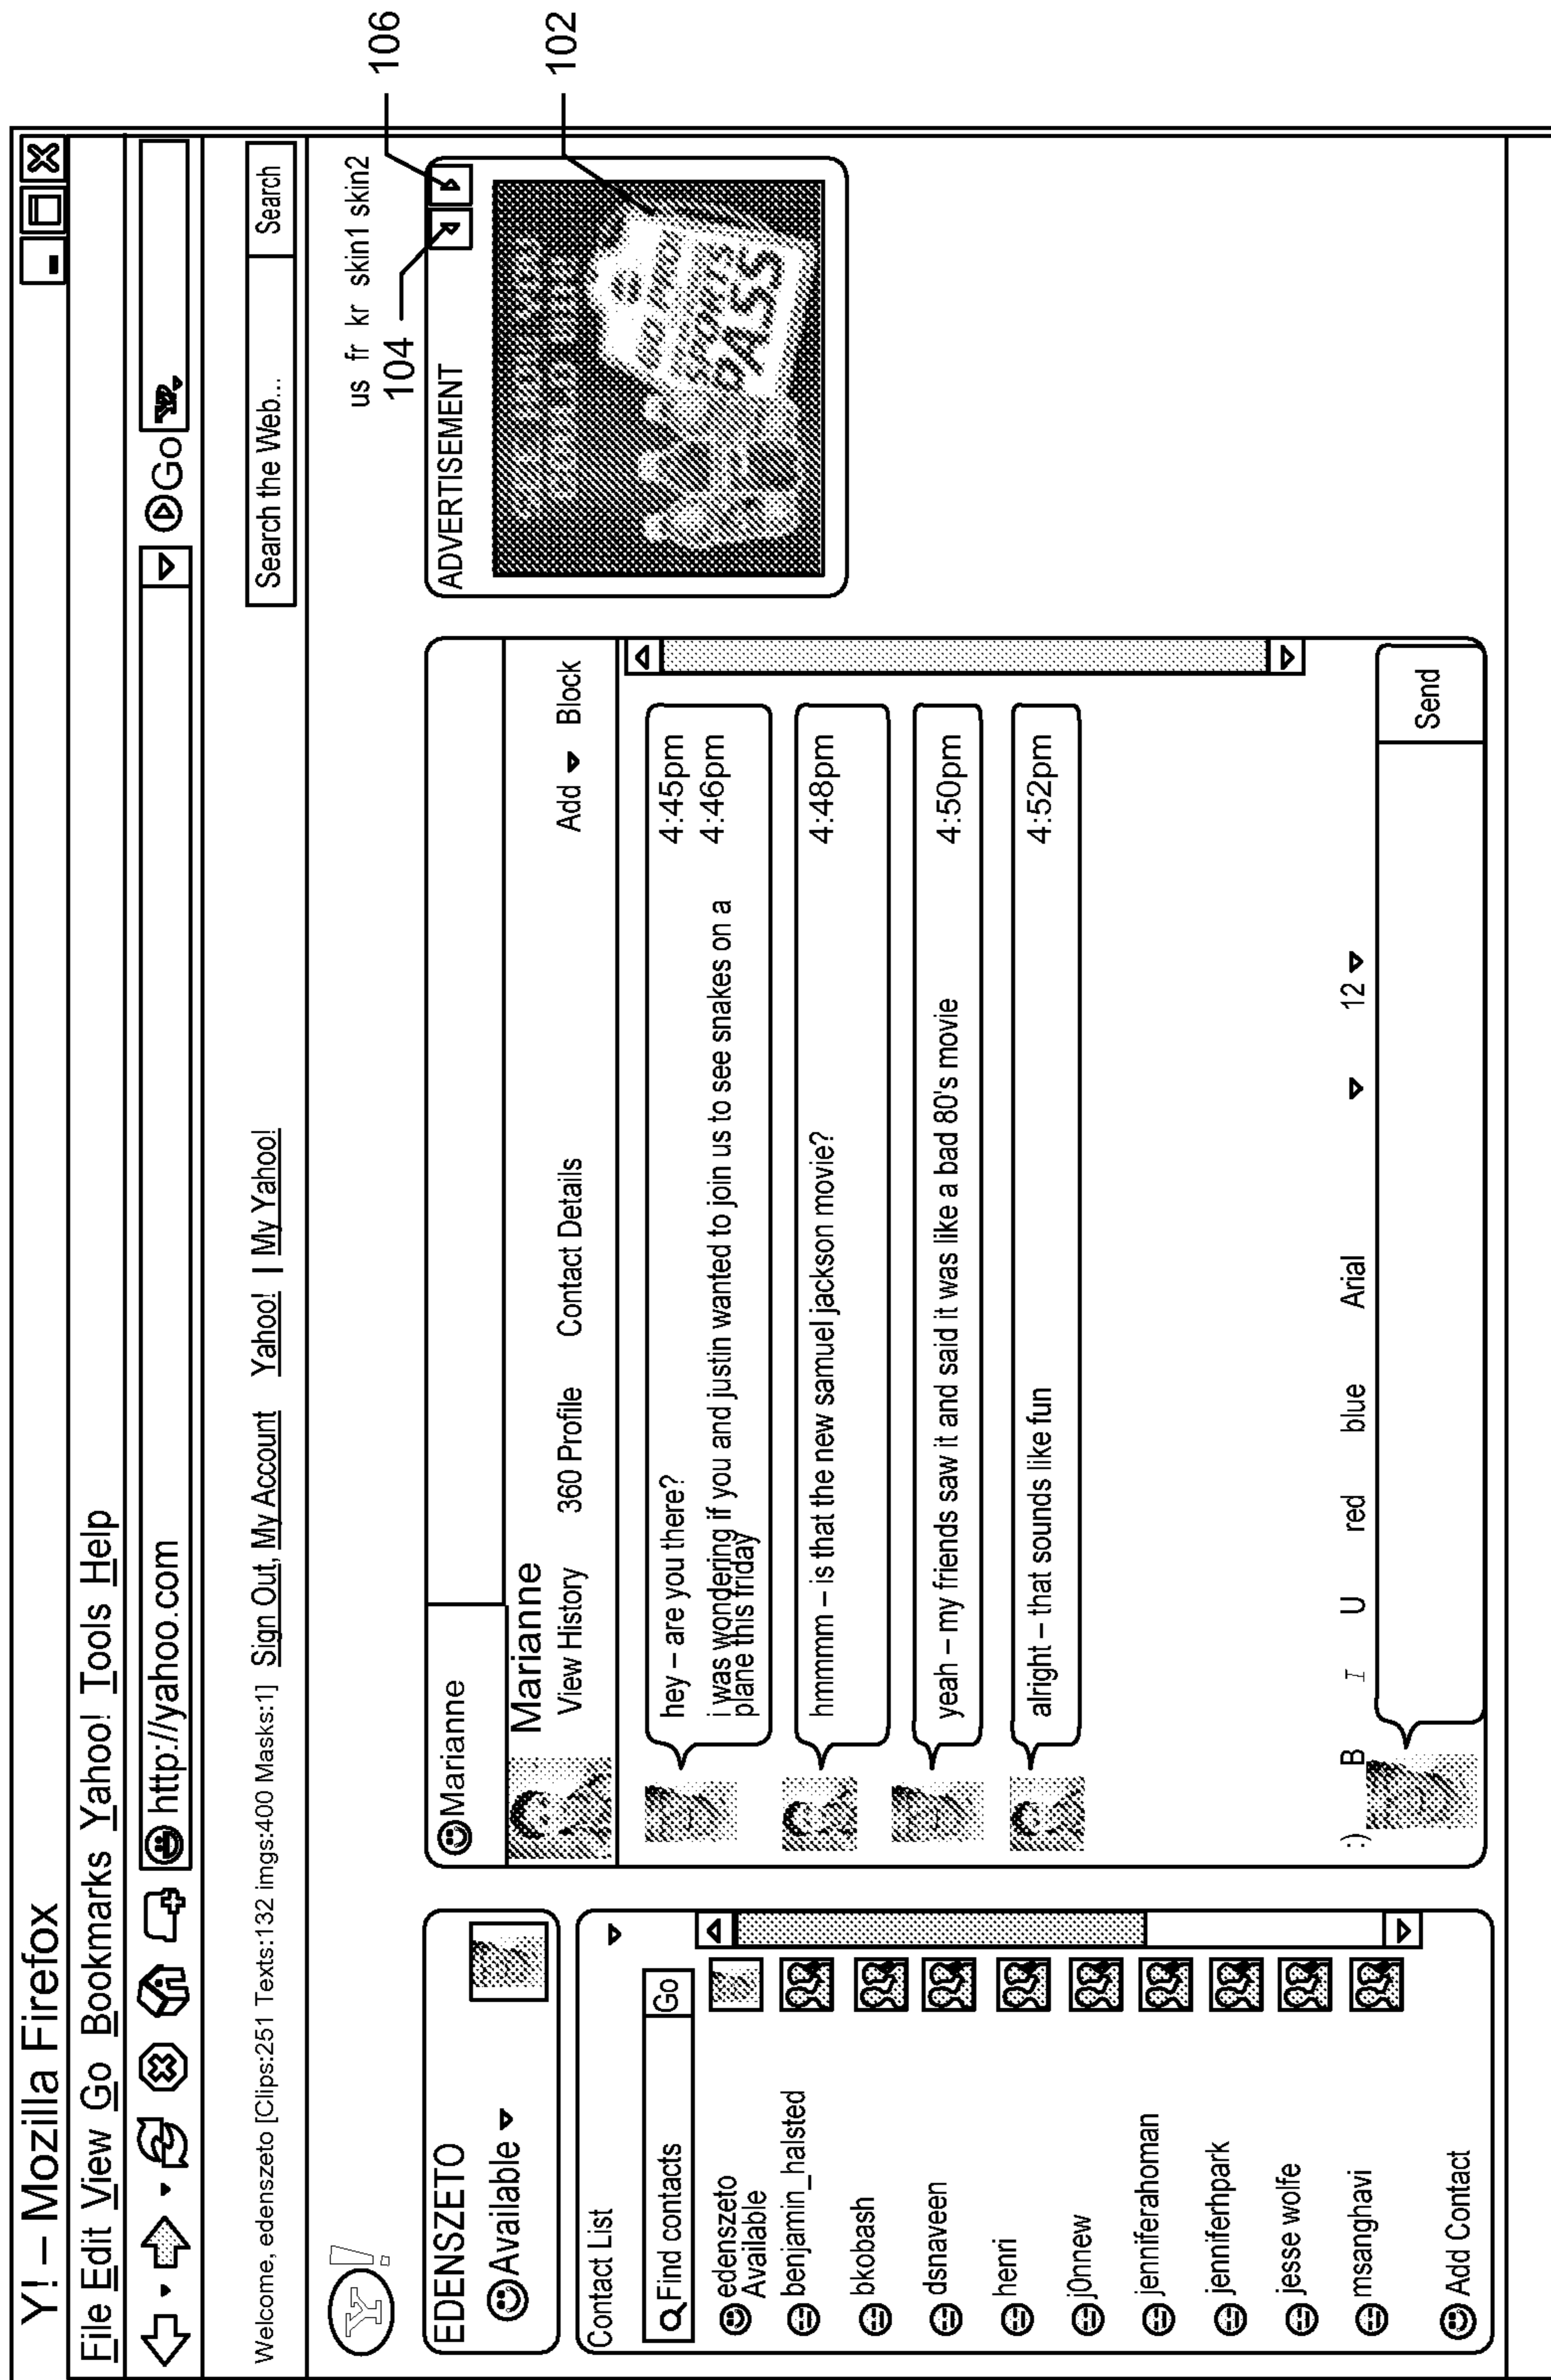 Y! – Mozilla Firefox
File Edit View Go Bookmarks Yahoo! Tools Help
http://yahoo.com
Go
Welcome, edenszeto [Clips:251 Texts:132 imgs:400 Masks:1] Sign Out, My Account Yahoo! | My Yahoo!
Search the Web... Search
Y!
us fr kr skin1 skin2
104
106
102
EDENSZETO
Available
Contact List
Find contacts Go
edenszeto
Available
benjamin_halsted
bkobash
dsnaveen
henri
j0nnew
jenniferahoman
jenniferhpark
jesse wolfe
msanghavi
Add Contact
Marianne
Marianne
View History 360 Profile Contact Details Add Block
hey – are you there? 4:45pm
i was wondering if you and justin wanted to join us to see snakes on a 4:46pm
plane this friday
hmmmm – is that the new samuel jackson movie? 4:48pm
yeah – my friends saw it and said it was like a bad 80's movie 4:50pm
alright – that sounds like fun 4:52pm
:) B I U red blue Arial 12
Send
ADVERTISEMENT
PASS